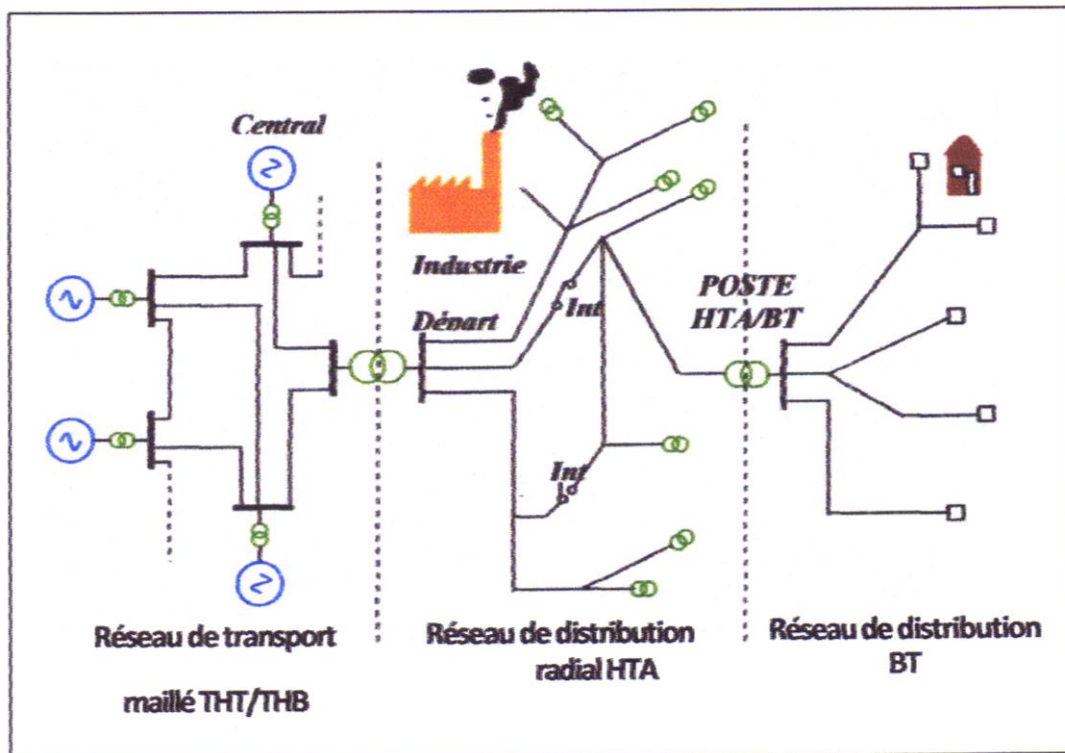 Central
Industrie
Départ
Int
POSTE
HTA/BT
Int
Réseau de transport
maillé THT/THB
Réseau de distribution
radial HTA
Réseau de distribution
BT